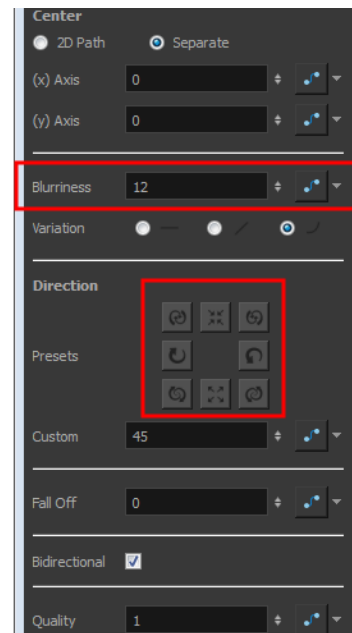 Center
2D Path Separate
(x) Axis 0
(y) Axis 0
Blurriness 12
Variation
Direction
Presets
Custom 45
Fall Off 0
Bidirectional
Quality 1